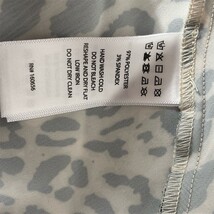 97% POLYESTER
3% SPANDEX
HAND WASH COLD
DO NOT BLEACH
RESHAPE AND DRY FLAT
LOW IRON
DO NOT DRY CLEAN